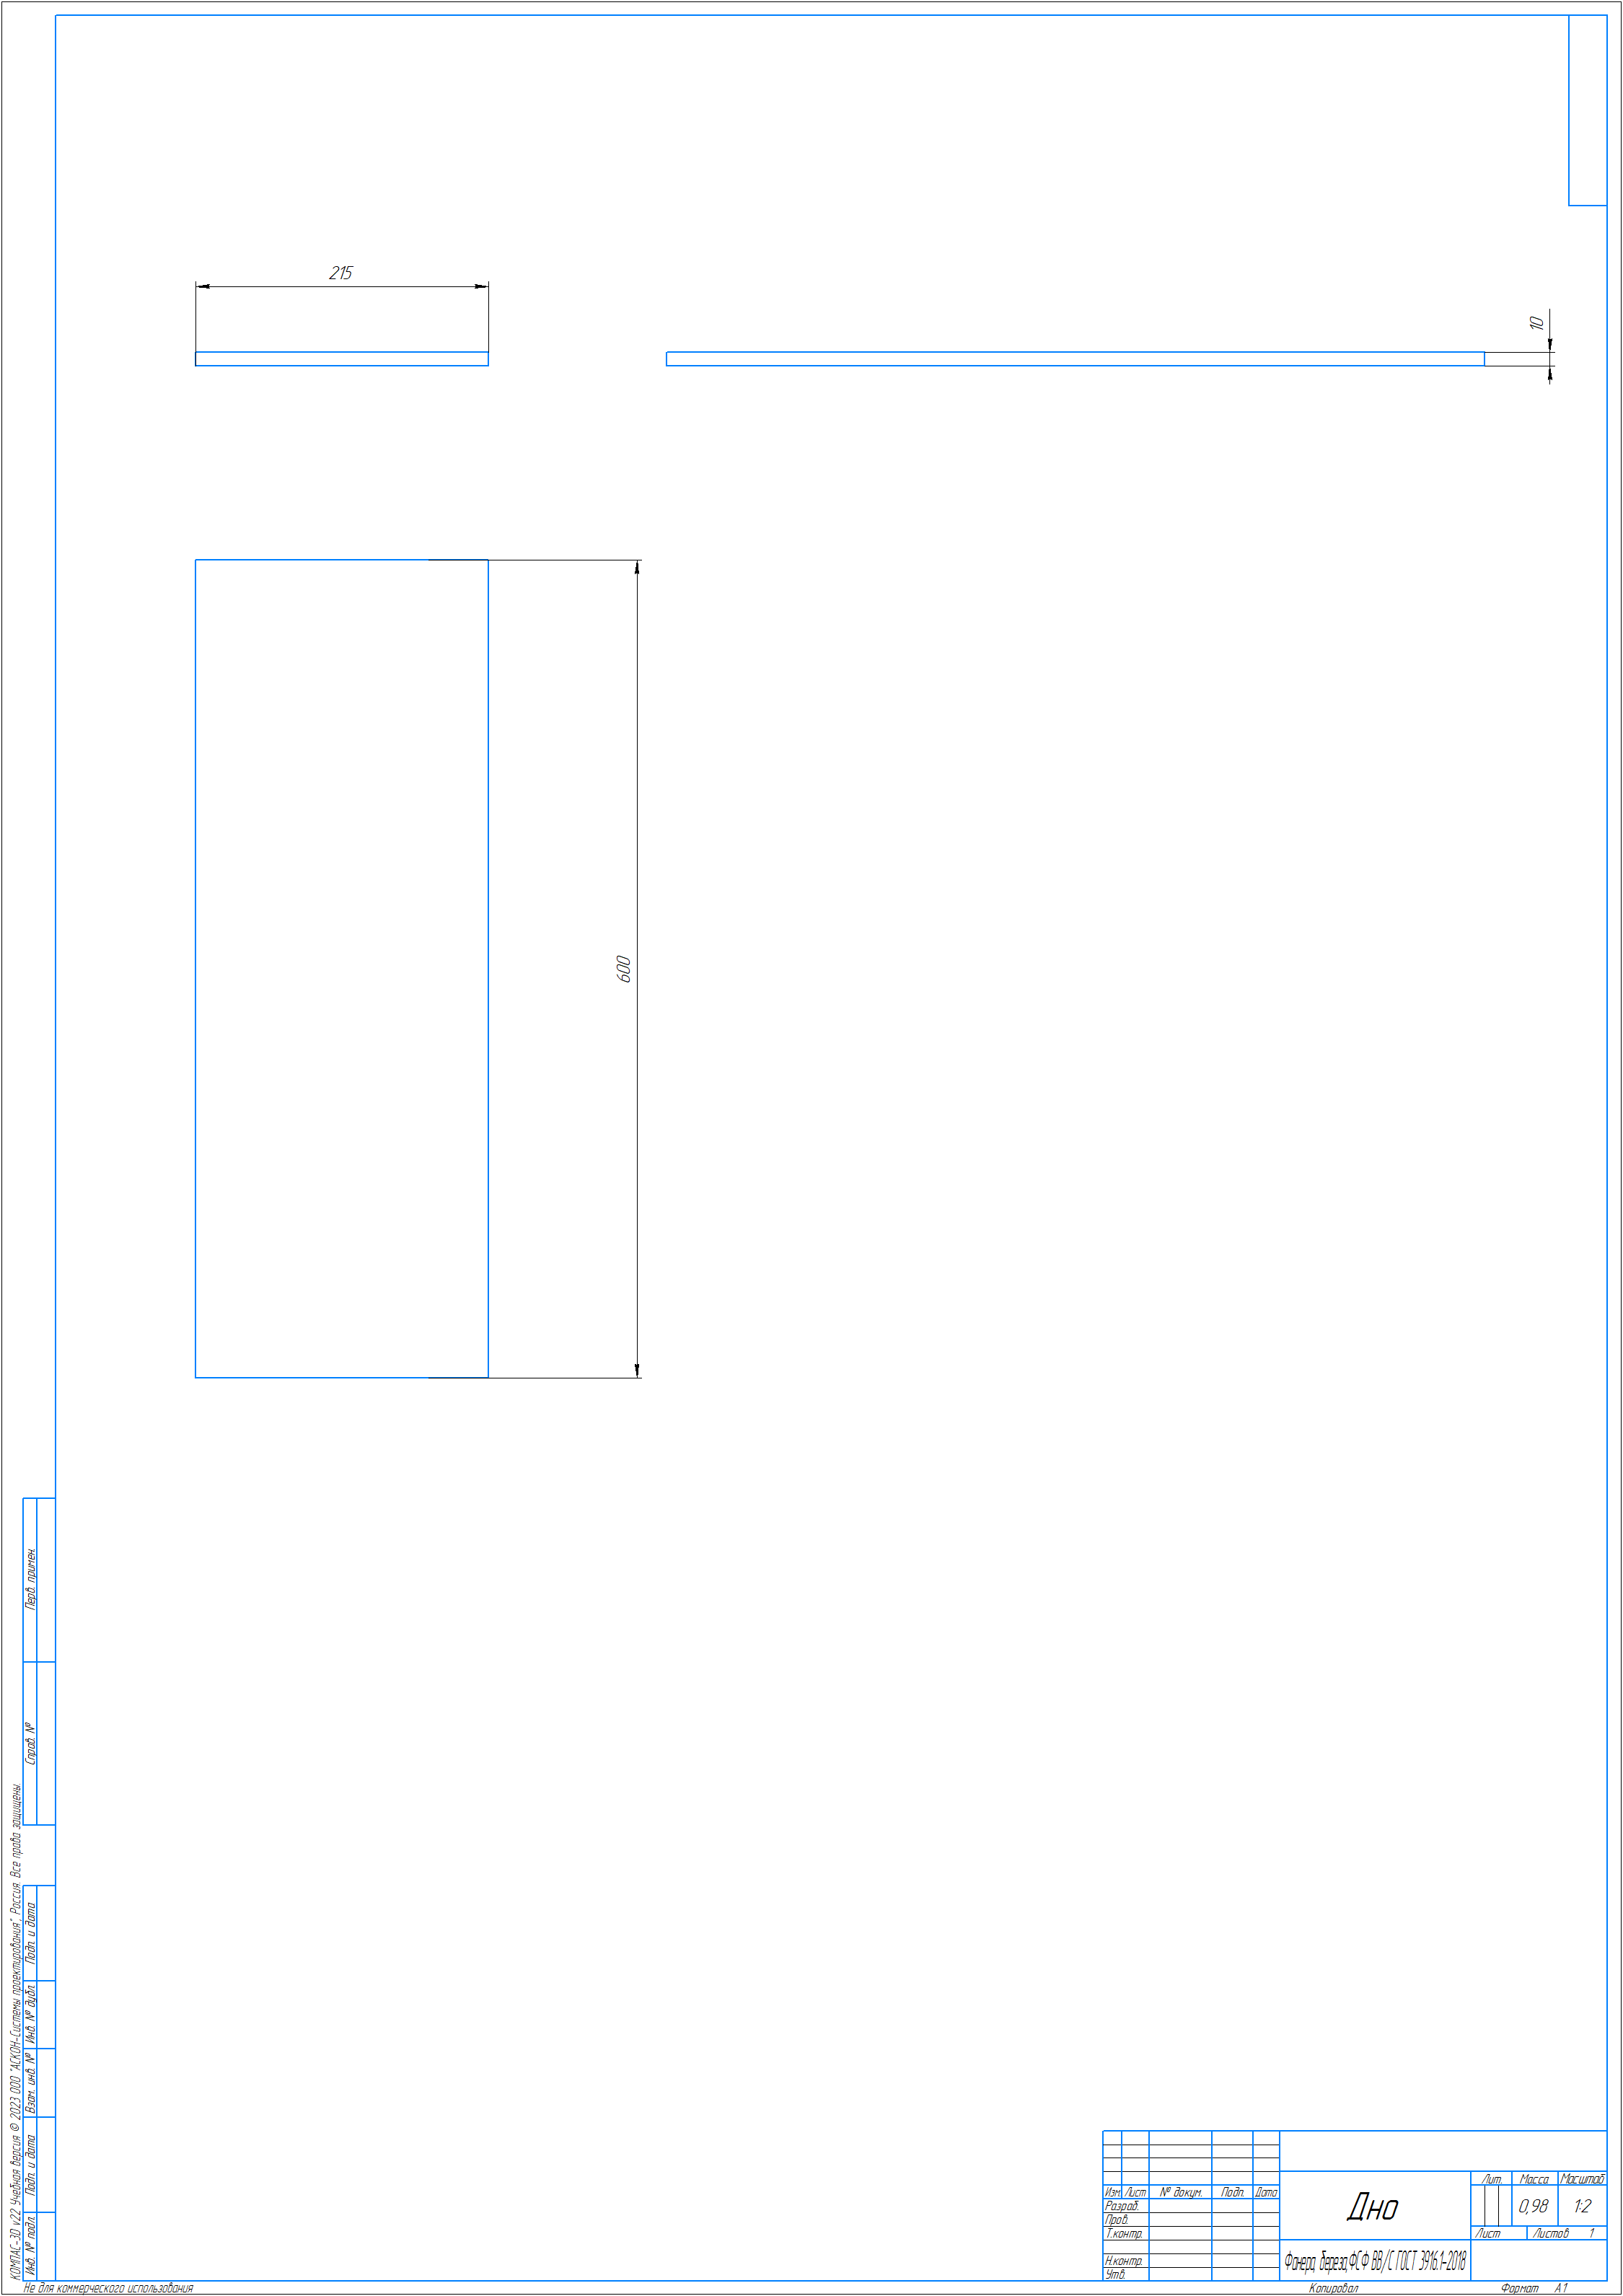 215
10
600
Перв. примен.
Справ. №
Подп. и дата
Инв. № дубл.
Взам. инв. №
Подп. и дата
Инв. № подл.
КОМПАС-3D v22 Учебная версия © 2023 ООО "АСКОН-Системы проектирования", Россия. Все права защищены.
Изм. Лист № докум. Подп. Дата
Разраб.
Пров.
Т.контр.
Н.контр.
Утв.
Дно
Фанера, береза, ФСФ ВВ/С ГОСТ 3916.1-2018
Лит. Масса Масштаб
0,98 1:2
Лист Листов 1
Не для коммерческого использования
Копировал
Формат А1